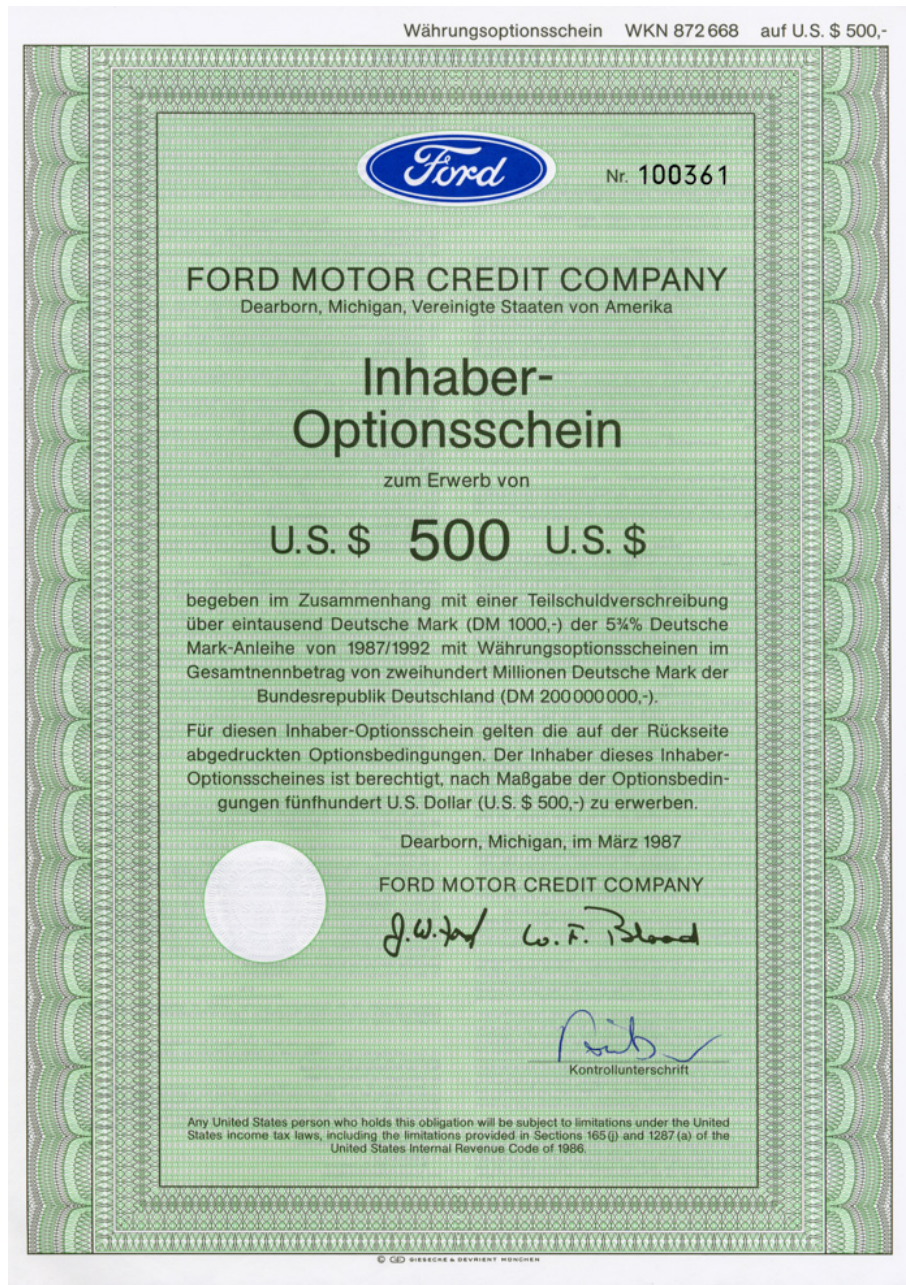 Währungsoptionsschein WKN 872668 auf U.S. $ 500,-
Ford
Nr. 100361
FORD MOTOR CREDIT COMPANY
Dearborn, Michigan, Vereinigte Staaten von Amerika
Inhaber-
Optionsschein
zum Erwerb von
U.S. $ 500 U.S. $
begeben im Zusammenhang mit einer Teilschuldverschreibung
über eintausend Deutsche Mark (DM 1000,-) der 5¾% Deutsche
Mark-Anleihe von 1987/1992 mit Währungsoptionsscheinen im
Gesamtnennbetrag von zweihundert Millionen Deutsche Mark der
Bundesrepublik Deutschland (DM 200000000,-).
Für diesen Inhaber-Optionsschein gelten die auf der Rückseite
abgedruckten Optionsbedingungen. Der Inhaber dieses Inhaber-
Optionsscheines ist berechtigt, nach Maßgabe der Optionsbedin-
gungen fünfhundert U.S. Dollar (U.S. $ 500,-) zu erwerben.
Dearborn, Michigan, im März 1987
FORD MOTOR CREDIT COMPANY
J.W. Ford W. F. Blood
Kontrollunterschrift
Any United States person who holds this obligation will be subject to limitations under the United
States income tax laws, including the limitations provided in Sections 165(j) and 1287(a) of the
United States Internal Revenue Code of 1986.
© GD GIESECKE & DEVRIENT MÜNCHEN